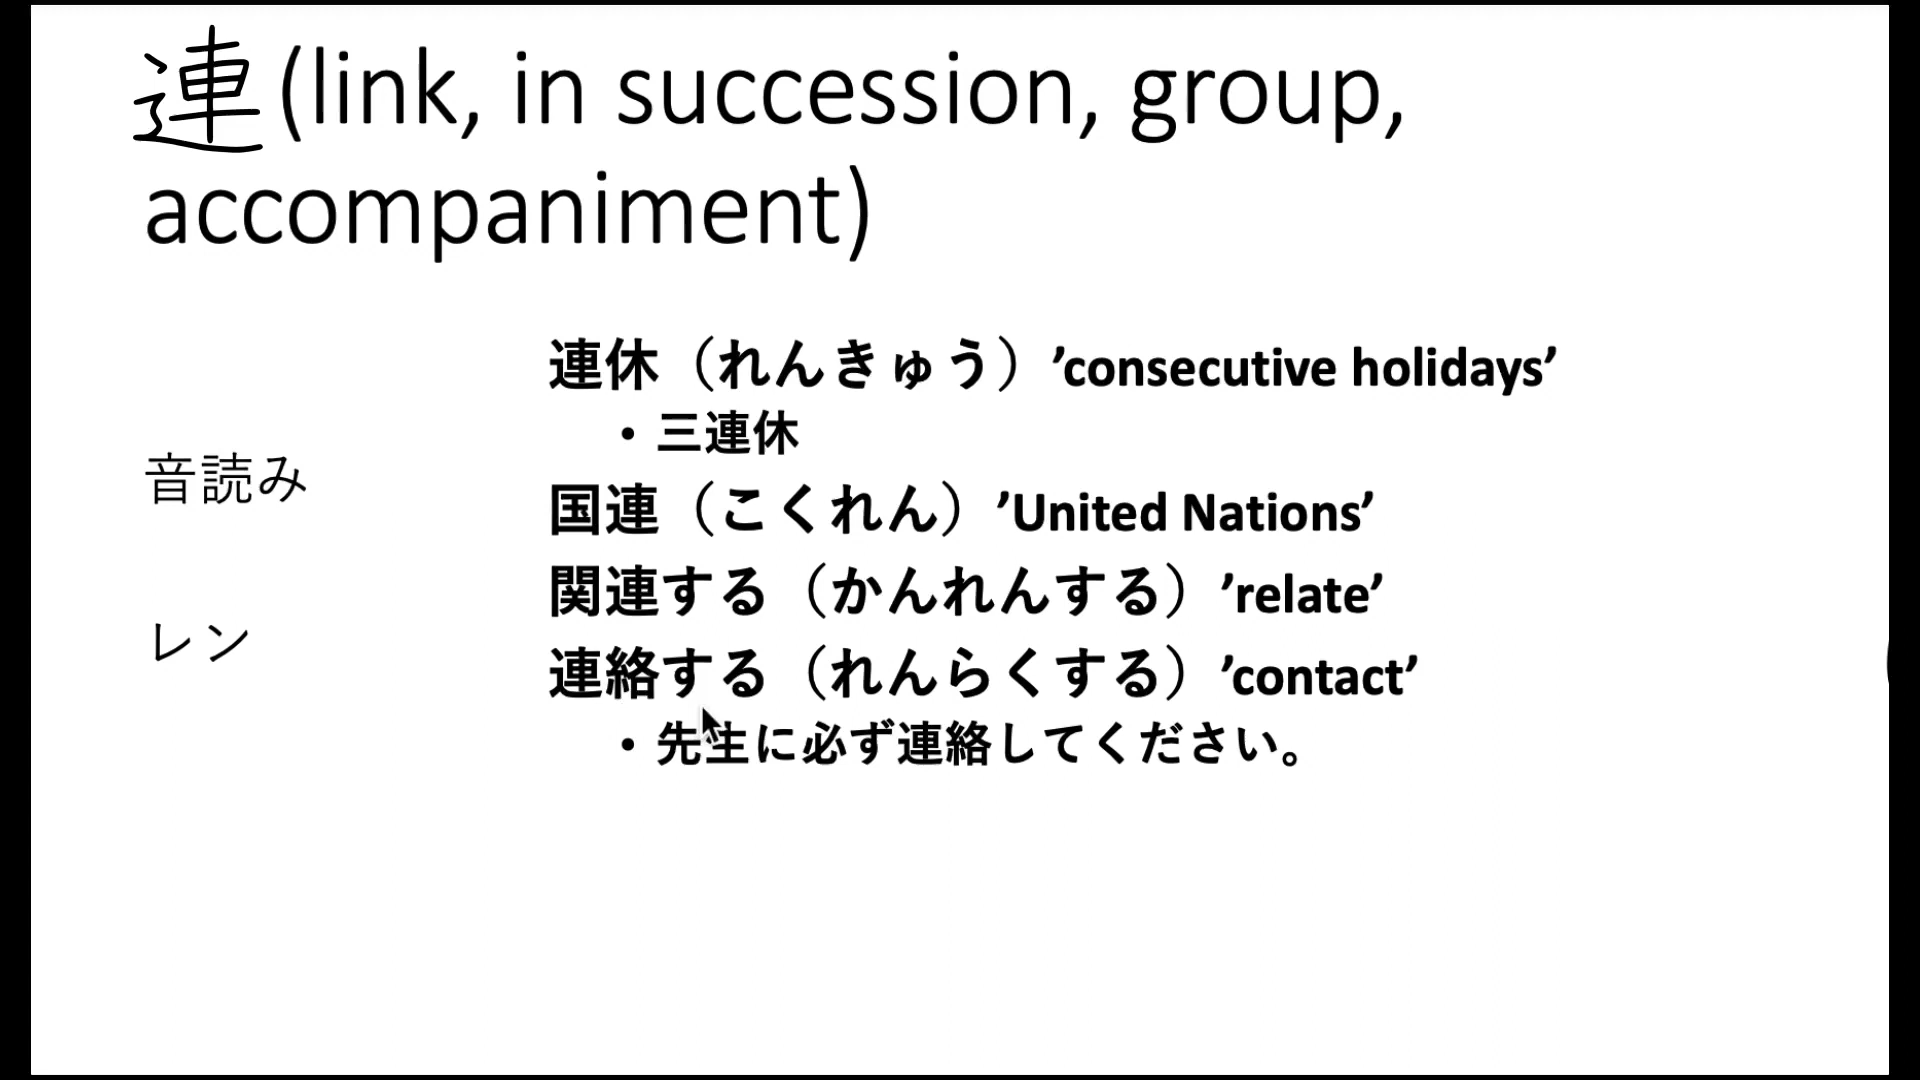 連 (link, in succession, group,
accompaniment)
連休（れんきゅう）’consecutive holidays’
• 三連休
音読み
国連（こくれん）’United Nations’
関連する（かんれんする）’relate’
レン
連絡する（れんらくする）’contact’
• 先生に必ず連絡してください。